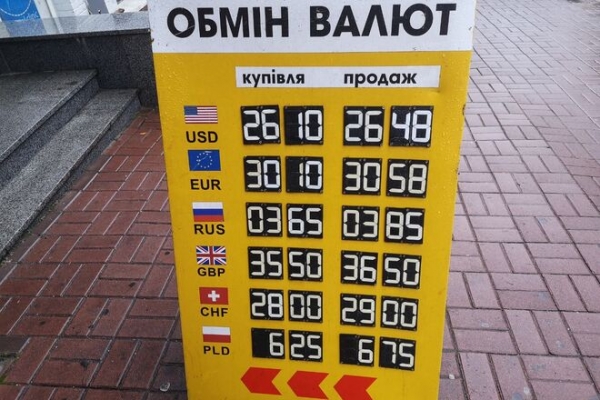 ОБМІН ВАЛЮТ
купівля продаж
USD 26 10 26 48
EUR 30 10 30 58
RUS 03 65 03 85
GBP 35 50 36 50
CHF 28 00 29 00
PLD 6 25 6 75